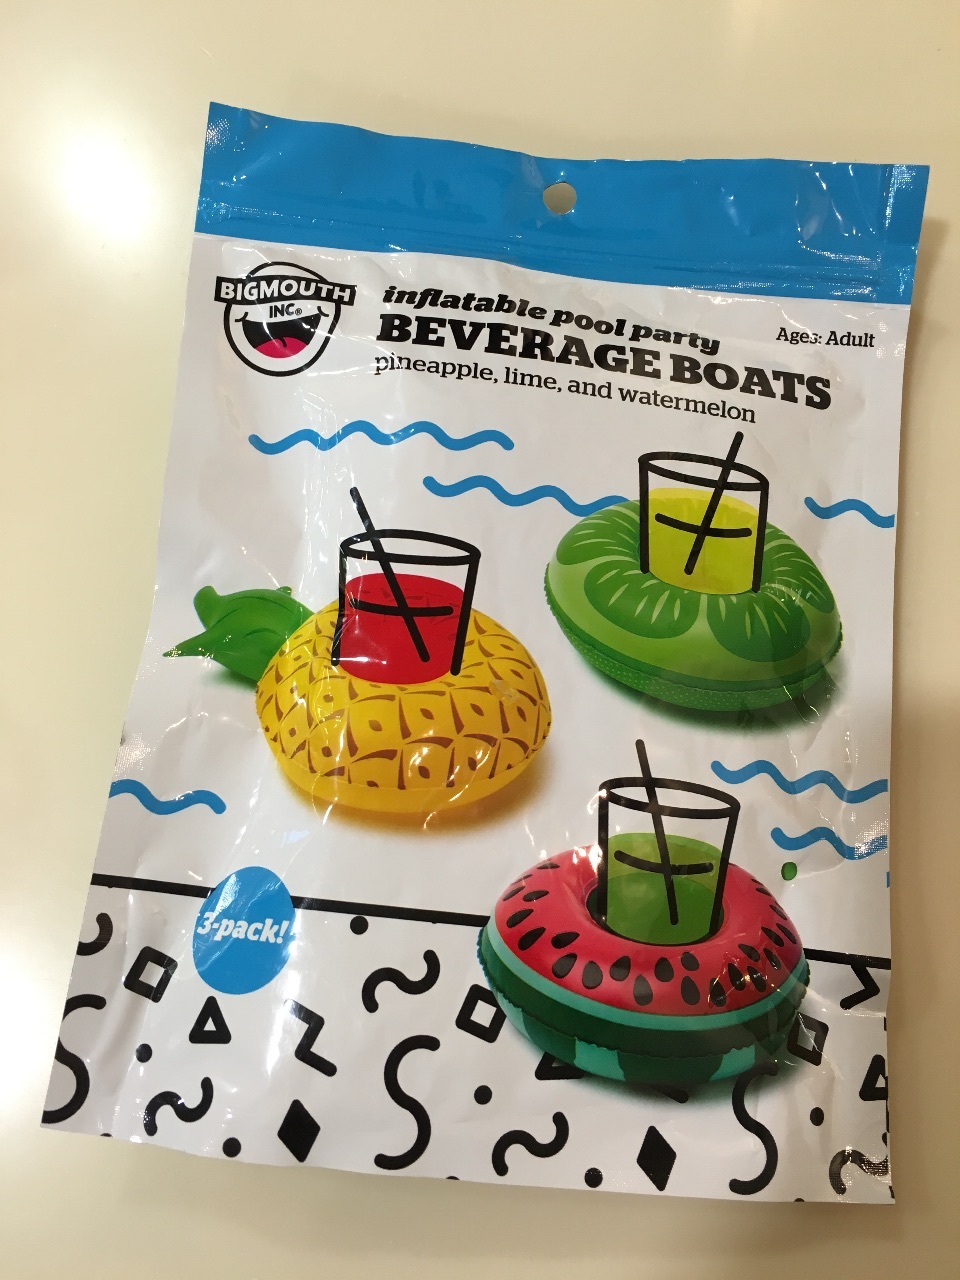 BIGMOUTH
INC®
inflatable pool party
BEVERAGE BOATS
pineapple, lime, and watermelon
Ages: Adult
3-pack!